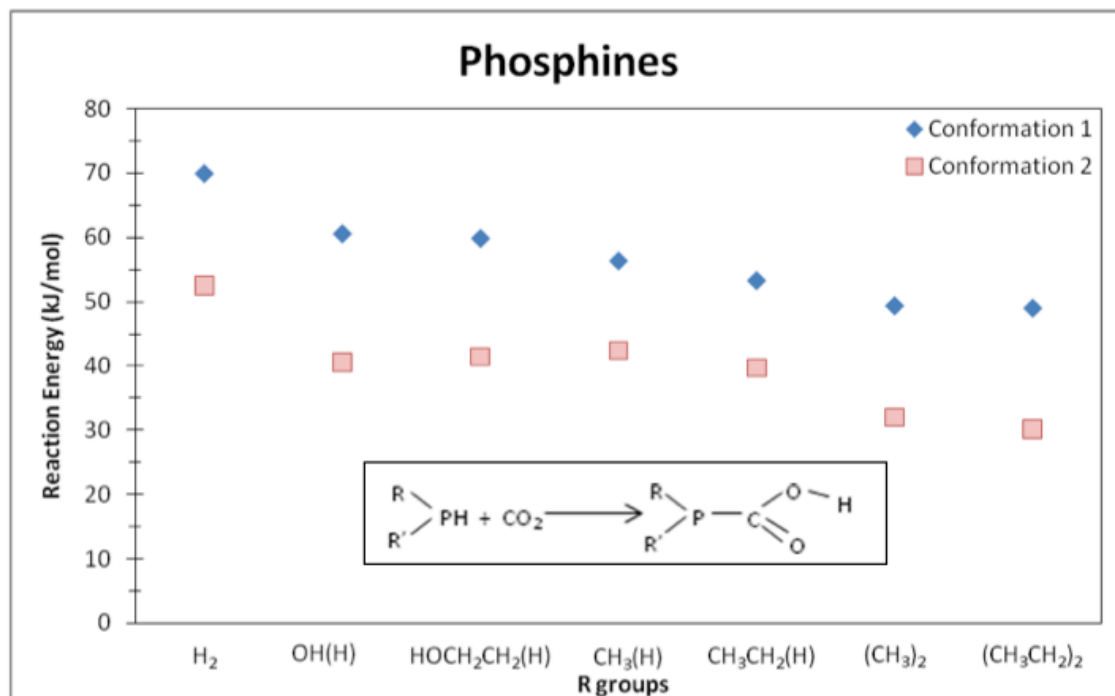 Phosphines
Conformation 1
Conformation 2
Reaction Energy (kJ/mol)
80
70
60
50
40
30
20
10
0
R
R'
PH + CO₂
R
R'
P
C
O
H
O
H₂ OH(H) HOCH₂CH₂(H) CH₃(H) CH₃CH₂(H) (CH₃)₂ (CH₃CH₂)₂
R groups